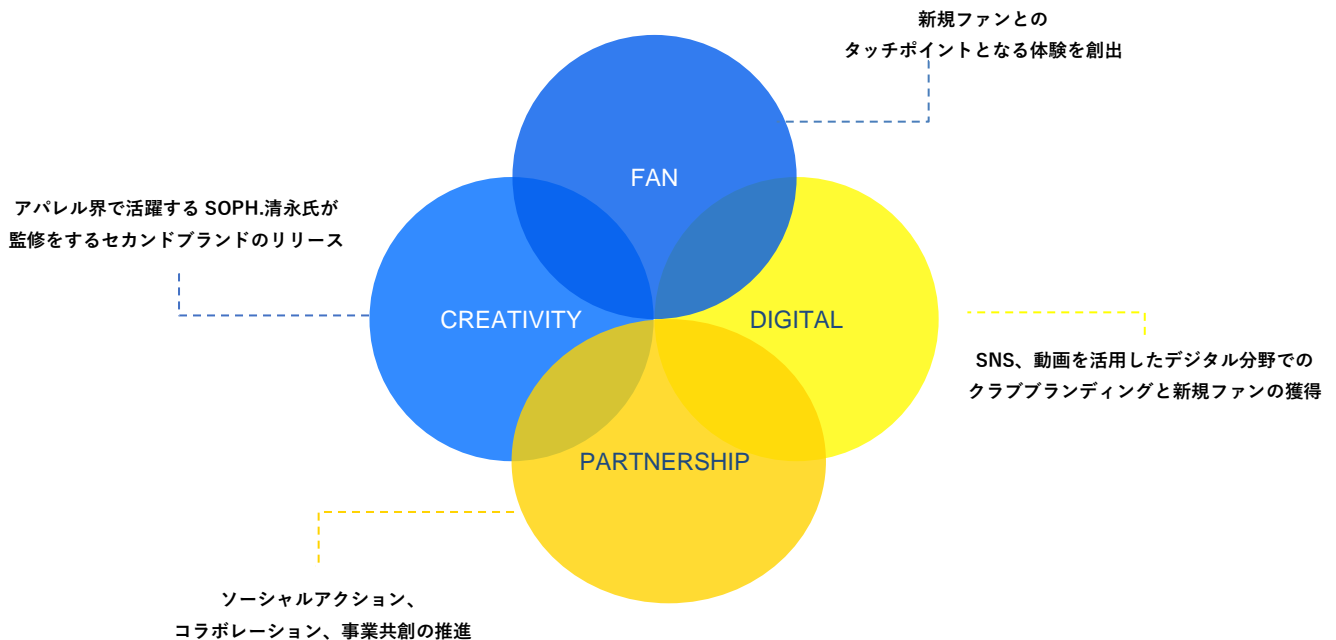 新規ファンとの
タッチポイントとなる体験を創出
FAN
アパレル界で活躍する SOPH.清永氏が
監修をするセカンドブランドのリリース
CREATIVITY
DIGITAL
SNS、動画を活用したデジタル分野での
クラブブランディングと新規ファンの獲得
PARTNERSHIP
ソーシャルアクション、
コラボレーション、事業共創の推進